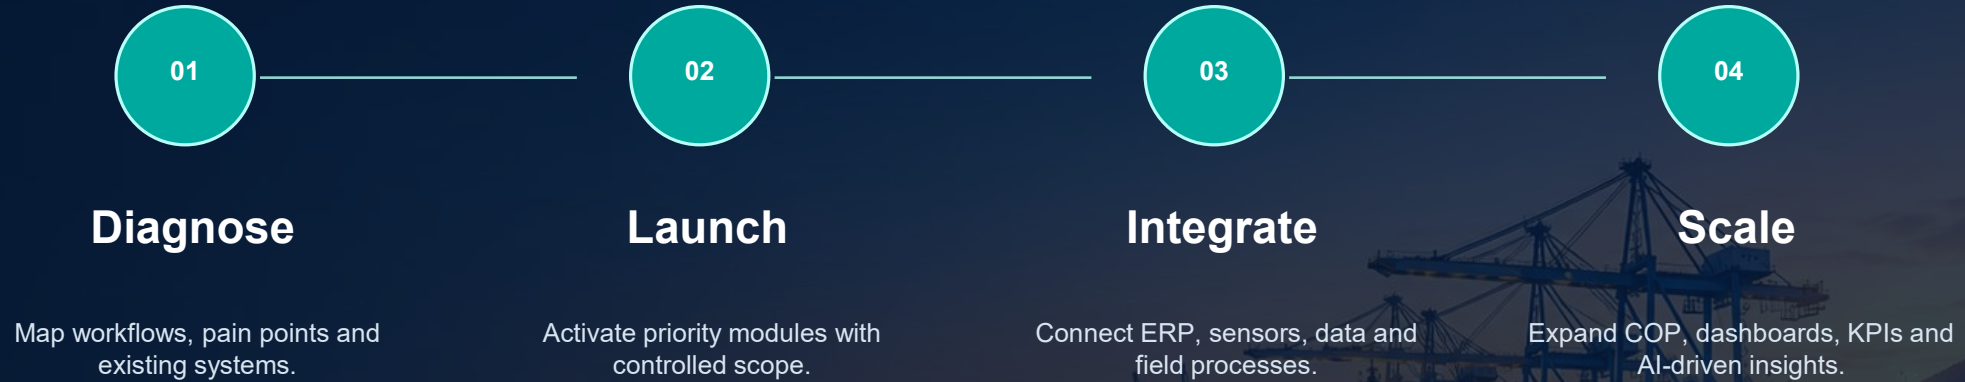 01
02
03
04
Diagnose
Launch
Integrate
Scale
Map workflows, pain points and
existing systems.
Activate priority modules with
controlled scope.
Connect ERP, sensors, data and
field processes.
Expand COP, dashboards, KPIs and
AI-driven insights.